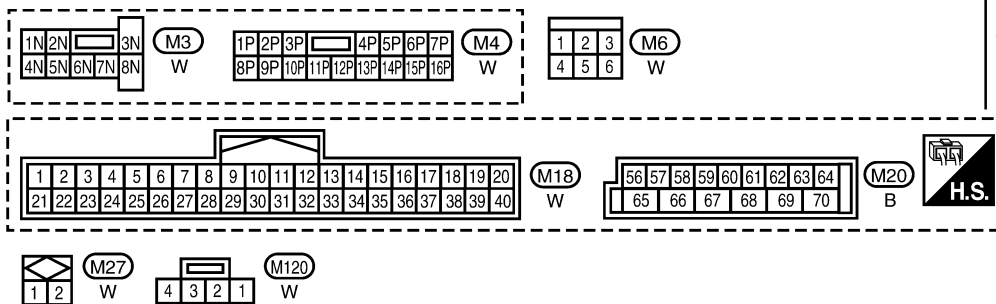 1N 2N 3N M3
4N 5N 6N 7N 8N W
1P 2P 3P 4P 5P 6P 7P M4
8P 9P 10P 11P 12P 13P 14P 15P 16P W
1 2 3 M6
4 5 6 W
1 2 3 4 5 6 7 8 9 10 11 12 13 14 15 16 17 18 19 20 M18
21 22 23 24 25 26 27 28 29 30 31 32 33 34 35 36 37 38 39 40 W
56 57 58 59 60 61 62 63 64 M20
65 66 67 68 69 70 B
H.S.
M27
1 2 W
M120
4 3 2 1 W